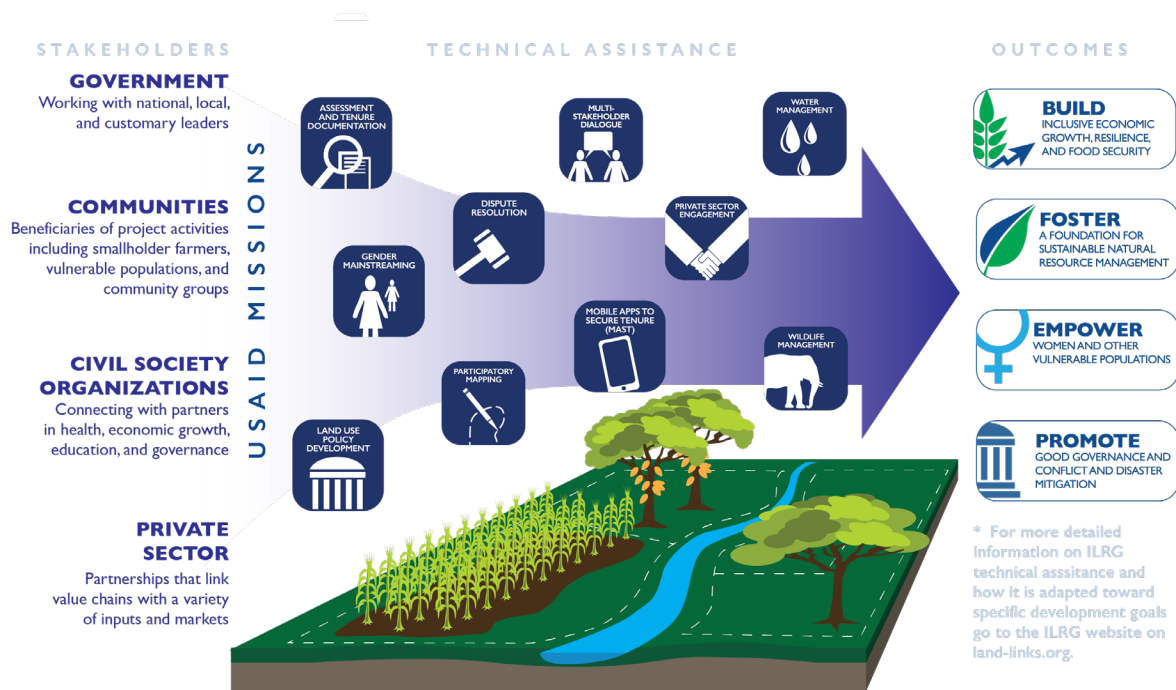 STAKEHOLDERS
TECHNICAL ASSISTANCE
OUTCOMES
GOVERNMENT
Working with national, local,
and customary leaders
COMMUNITIES
Beneficiaries of project activities
including smallholder farmers,
vulnerable populations, and
community groups
CIVIL SOCIETY
ORGANIZATIONS
Connecting with partners
in health, economic growth,
education, and governance
PRIVATE
SECTOR
Partnerships that link
value chains with a variety
of inputs and markets
USAID MISSIONS
ASSESSMENT
AND TENURE
DOCUMENTATION
MULTI-
STAKEHOLDER
DIALOGUE
WATER
MANAGEMENT
DISPUTE
RESOLUTION
PRIVATE SECTOR
ENGAGEMENT
GENDER
MAINSTREAMING
MOBILE APPS TO
SECURE TENURE
(MAST)
WILDLIFE
MANAGEMENT
PARTICIPATORY
MAPPING
LAND USE
POLICY
DEVELOPMENT
BUILD
INCLUSIVE ECONOMIC
GROWTH, RESILIENCE,
AND FOOD SECURITY
FOSTER
A FOUNDATION FOR
SUSTAINABLE NATURAL
RESOURCE MANAGEMENT
EMPOWER
WOMEN AND OTHER
VULNERABLE POPULATIONS
PROMOTE
GOOD GOVERNANCE AND
CONFLICT AND DISASTER
MITIGATION
* For more detailed
information on ILRG
technical asssitance and
how it is adapted toward
specific development goals
go to the ILRG website on
land-links.org.